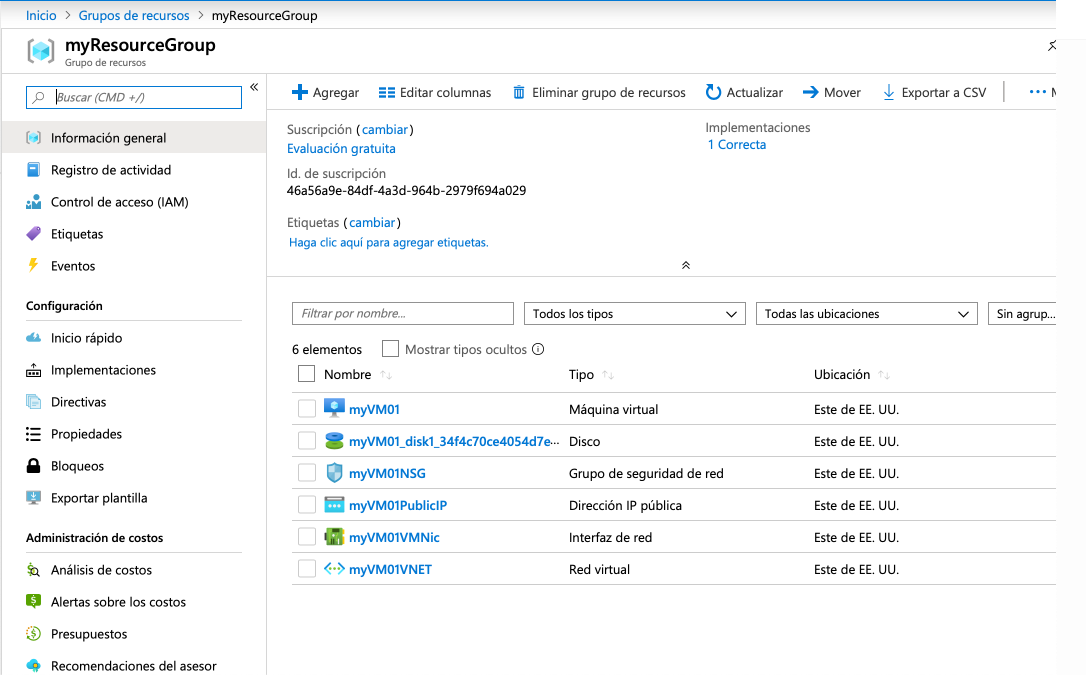 Inicio > Grupos de recursos > myResourceGroup
myResourceGroup
Grupo de recursos
Buscar (CMD +/)
«
Información general
Registro de actividad
Control de acceso (IAM)
Etiquetas
Eventos
Configuración
Inicio rápido
Implementaciones
Directivas
Propiedades
Bloqueos
Exportar plantilla
Administración de costos
Análisis de costos
Alertas sobre los costos
Presupuestos
Recomendaciones del asesor
Agregar Editar columnas Eliminar grupo de recursos Actualizar Mover Exportar a CSV ··· M
Suscripción (cambiar)
Evaluación gratuita
Id. de suscripción
46a56a9e-84df-4a3d-964b-2979f694a029
Etiquetas (cambiar)
Haga clic aquí para agregar etiquetas.
Implementaciones
1 Correcta
Filtrar por nombre... Todos los tipos Todas las ubicaciones Sin agrup...
6 elementos Mostrar tipos ocultos
Nombre Tipo Ubicación
myVM01 Máquina virtual Este de EE. UU.
myVM01_disk1_34f4c70ce4054d7e... Disco Este de EE. UU.
myVM01NSG Grupo de seguridad de red Este de EE. UU.
myVM01PublicIP Dirección IP pública Este de EE. UU.
myVM01VMNic Interfaz de red Este de EE. UU.
myVM01VNET Red virtual Este de EE. UU.